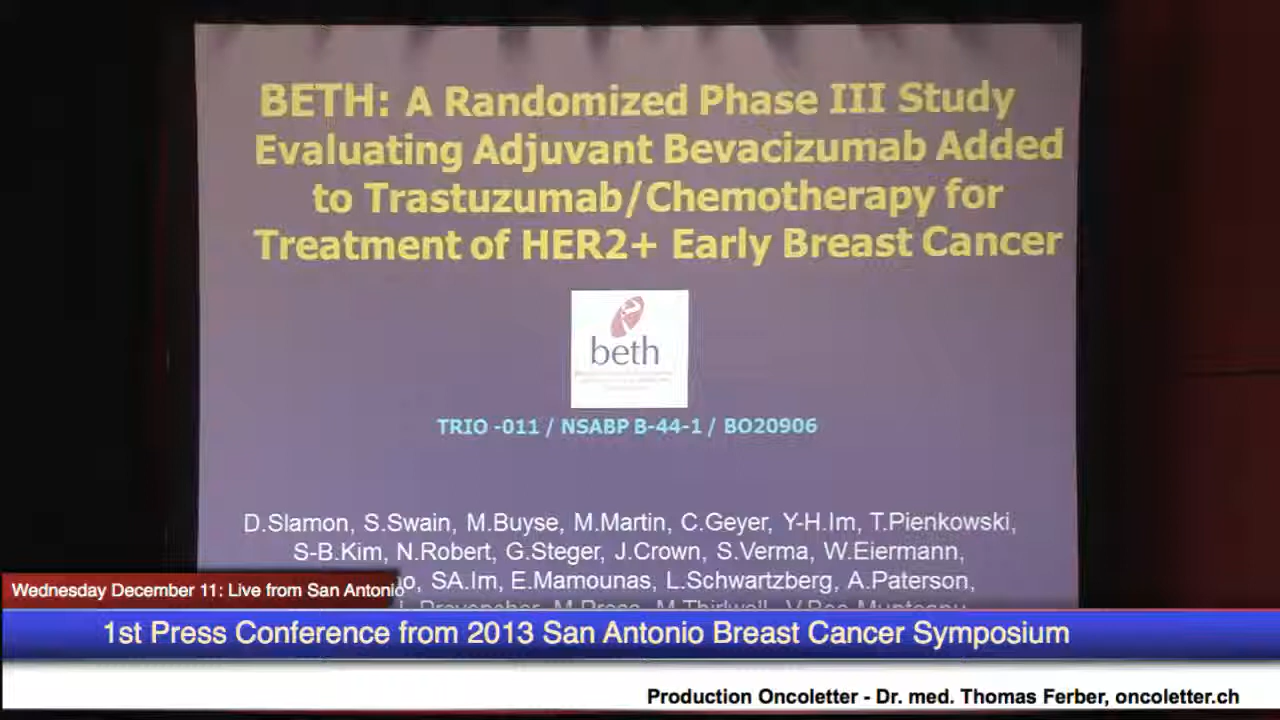 BETH: A Randomized Phase III Study
Evaluating Adjuvant Bevacizumab Added
to Trastuzumab/Chemotherapy for
Treatment of HER2+ Early Breast Cancer
beth
TRIO -011 / NSABP B-44-1 / BO20906
D.Slamon, S.Swain, M.Buyse, M.Martin, C.Geyer, Y-H.Im, T.Pienkowski,
S-B.Kim, N.Robert, G.Steger, J.Crown, S.Verma, W.Eiermann,
SA.Im, E.Mamounas, L.Schwartzberg, A.Paterson,
Wednesday December 11: Live from San Antonio
1st Press Conference from 2013 San Antonio Breast Cancer Symposium
Production Oncoletter - Dr. med. Thomas Ferber, oncoletter.ch